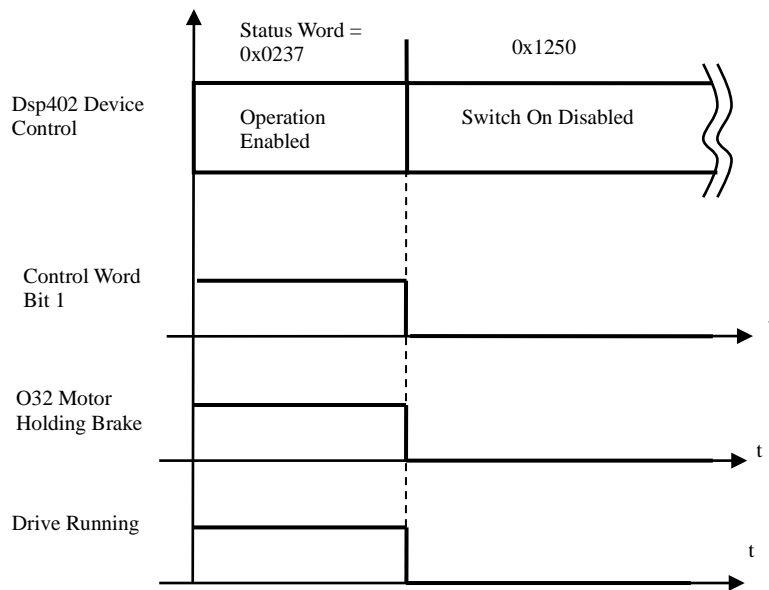 Status Word =
0x0237
0x1250
Dsp402 Device
Control
Operation
Enabled
Switch On Disabled
Control Word
Bit 1
O32 Motor
Holding Brake
t
Drive Running
t